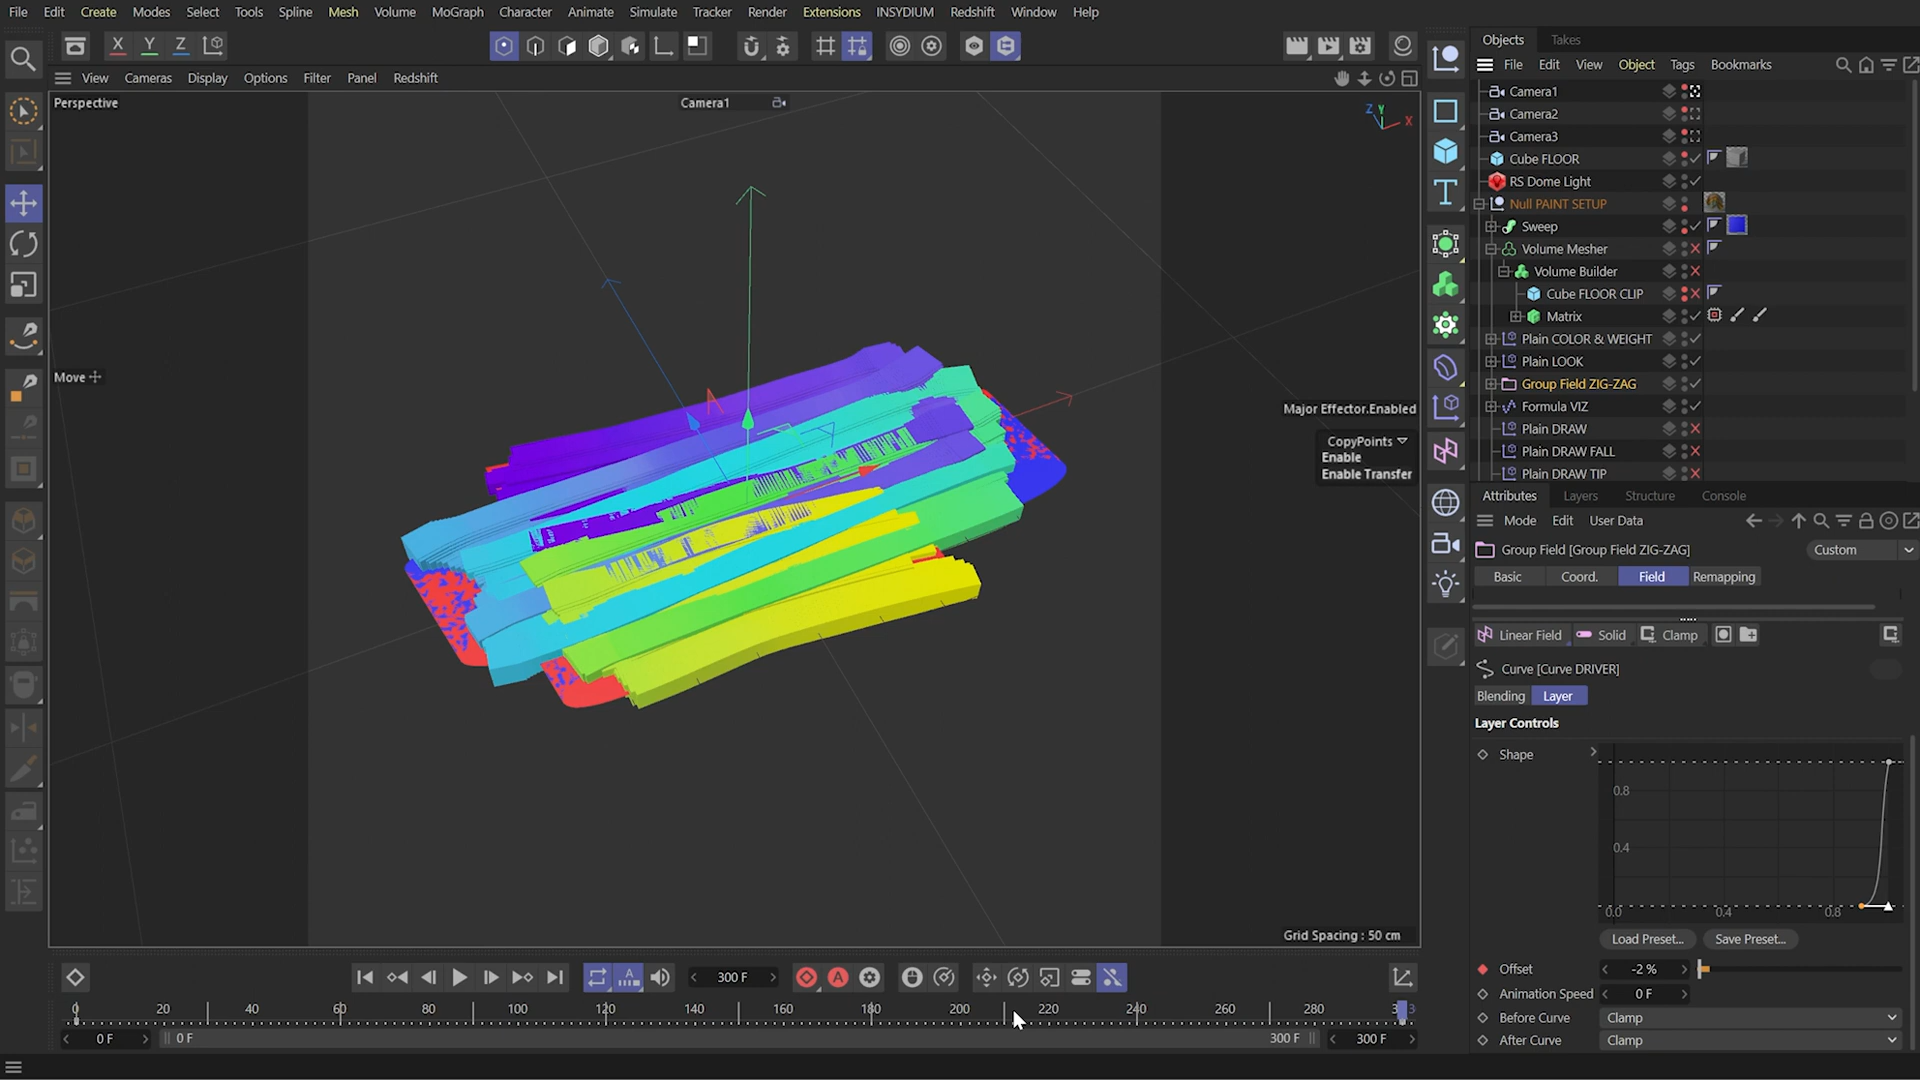 File Edit Create Modes Select Tools Spline Mesh Volume MoGraph Character Animate Simulate Tracker Render Extensions INSYDIUM Redshift Window Help
X Y Z
View Cameras Display Options Filter Panel Redshift
Perspective
Camera1
Z Y X
Move
Major Effector.Enabled
CopyPoints
Enable
Enable Transfer
Grid Spacing : 50 cm
300 F
A
A
0 20 40 60 80 100 120 140 160 180 200 220 240 260 280
0 F
0 F
300 F
300 F
Objects Takes
File Edit View Object Tags Bookmarks
Camera1
Camera2
Camera3
Cube FLOOR
RS Dome Light
Null PAINT SETUP
Sweep
Volume Mesher
Volume Builder
Cube FLOOR CLIP
Matrix
Plain COLOR & WEIGHT
Plain LOOK
Group Field ZIG-ZAG
Formula VIZ
Plain DRAW
Plain DRAW FALL
Plain DRAW TIP
Attributes Layers Structure Console
Mode Edit User Data
Group Field [Group Field ZIG-ZAG]
Custom
Basic Coord. Field Remapping
Linear Field Solid Clamp
Curve [Curve DRIVER]
Blending Layer
Layer Controls
Shape
0.8
0.4
0.0 0.4 0.8
Load Preset... Save Preset...
Offset -2 %
Animation Speed 0 F
Before Curve Clamp
After Curve Clamp